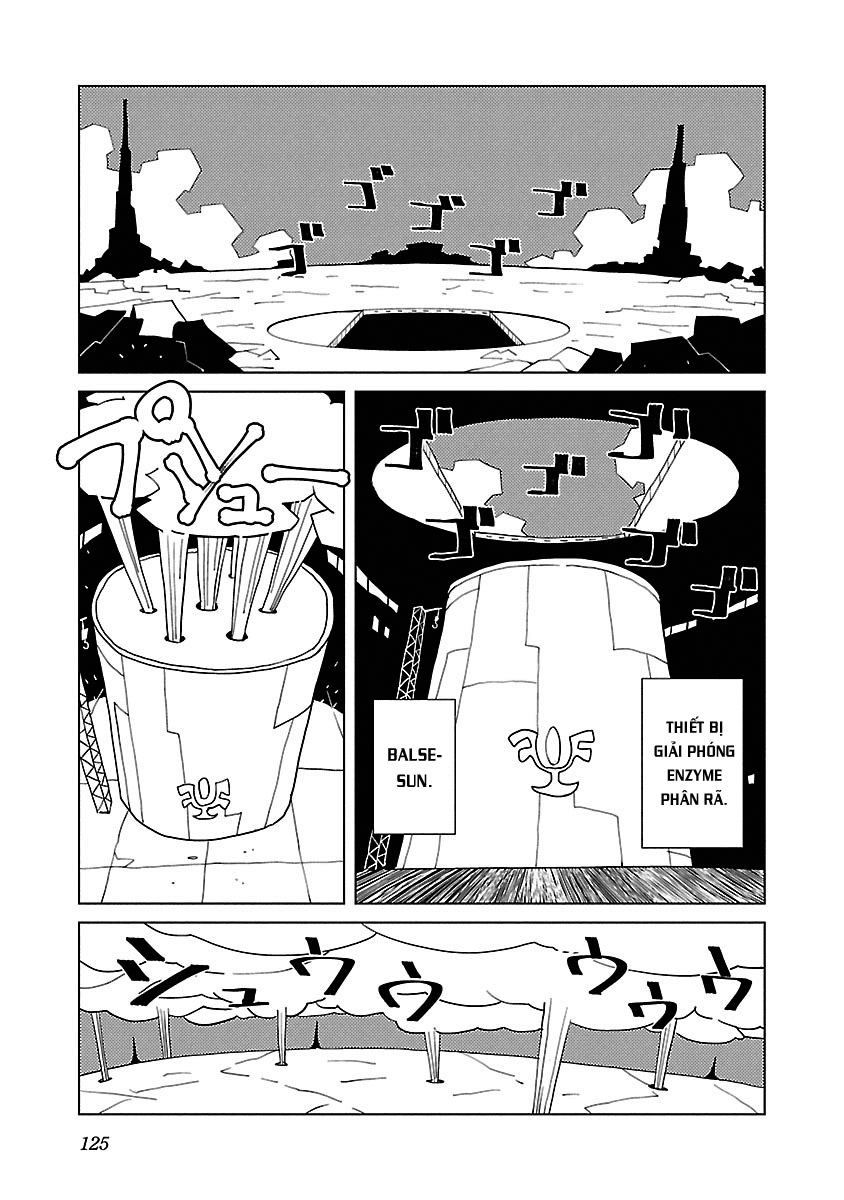 ゴゴゴゴゴ
ゴゴゴゴゴ
THIẾT BỊ
GIẢI PHÓNG
ENZYME
PHÂN RÃ.
BALSE-
SUN.
プシュー
シュウウウウウ
125